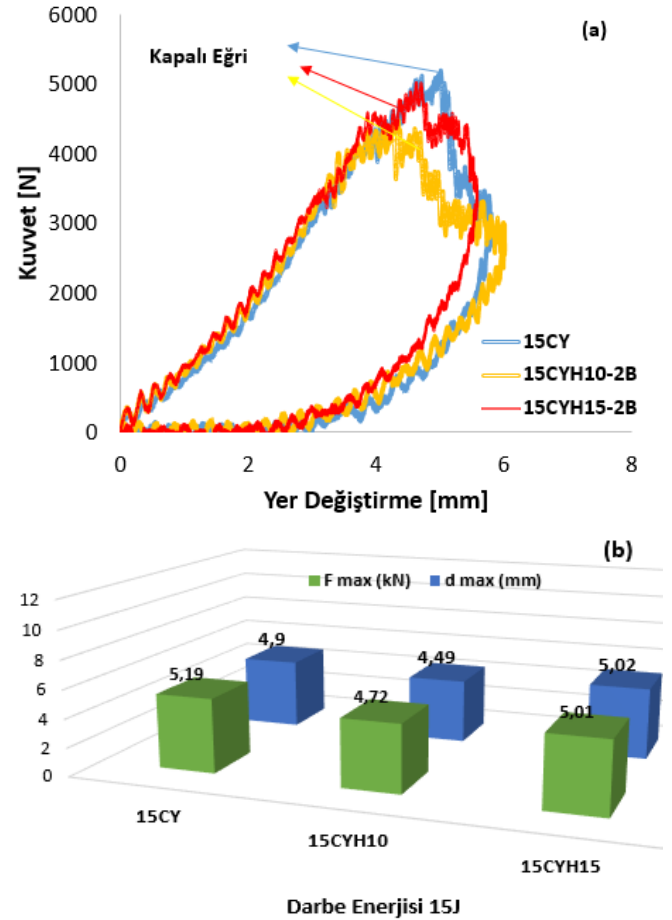 (a)
6000
5000
4000
3000
2000
1000
0
Kuvvet [N]
Kapalı Eğri
15CY
15CYH10-2B
15CYH15-2B
0 2 4 6 8
Yer Değiştirme [mm]
(b)
F max (kN) d max (mm)
12
10
8
6
4
2
0
4,9 4,49 5,02
5,19 4,72 5,01
15CY
15CYH10
15CYH15
Darbe Enerjisi 15J